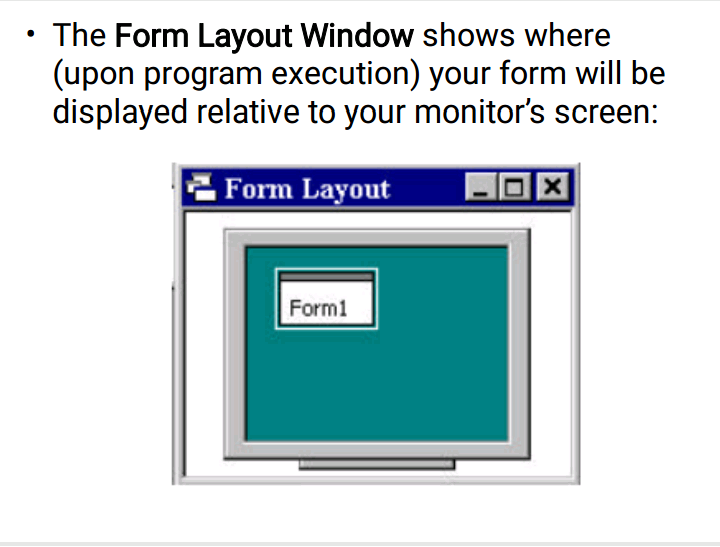 • The Form Layout Window shows where
(upon program execution) your form will be
displayed relative to your monitor’s screen:
Form Layout
Form1